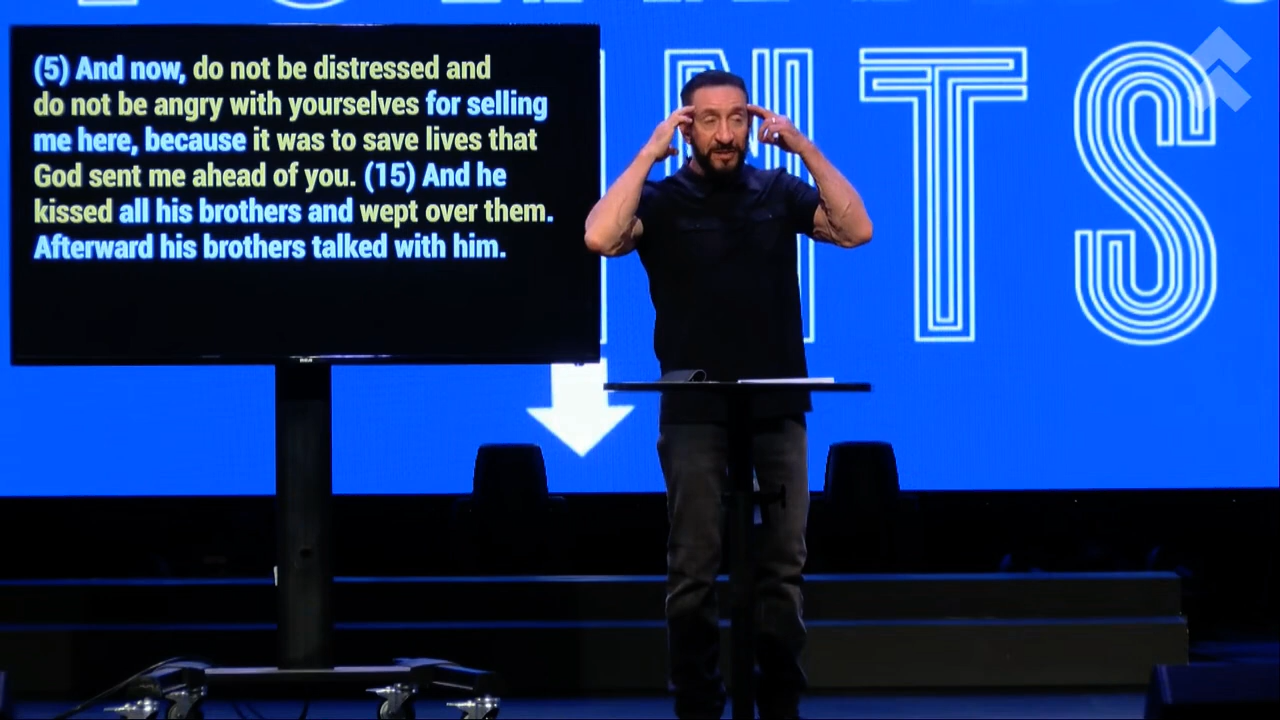 (5) And now, do not be distressed and
do not be angry with yourselves for selling
me here, because it was to save lives that
God sent me ahead of you. (15) And he
kissed all his brothers and wept over them.
Afterward his brothers talked with him.
NTS
RCA